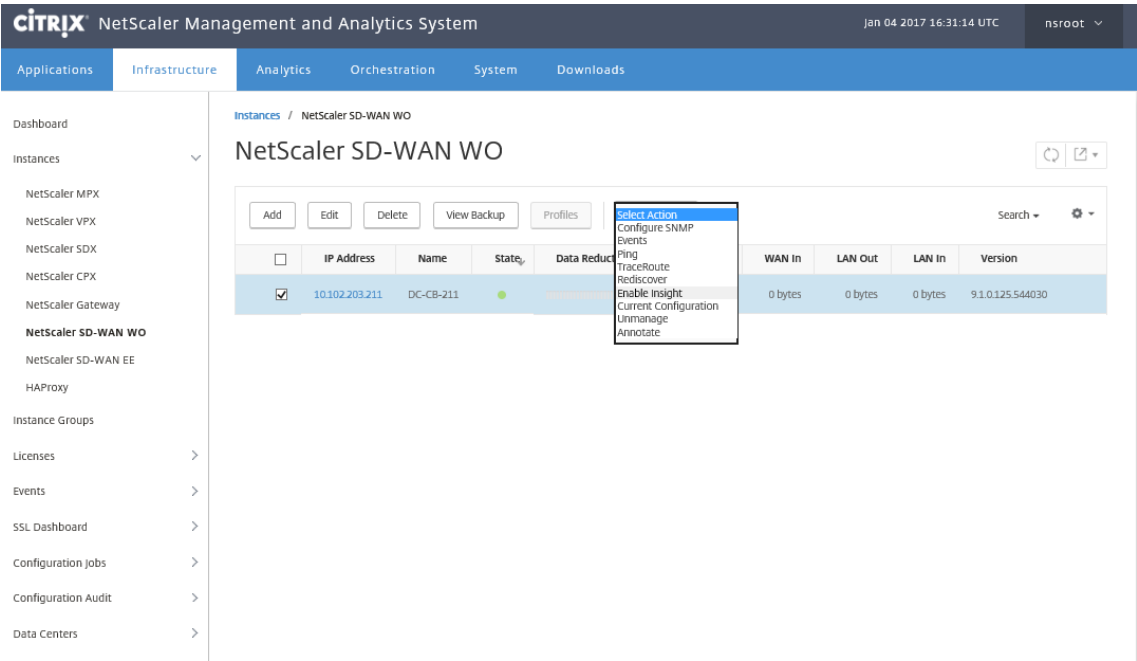 CITRIX NetScaler Management and Analytics System
Jan 04 2017 16:31:14 UTC
nsroot
Applications
Infrastructure
Analytics
Orchestration
System
Downloads
Dashboard
Instances
NetScaler MPX
NetScaler VPX
NetScaler SDX
NetScaler CPX
NetScaler Gateway
NetScaler SD-WAN WO
NetScaler SD-WAN EE
HAProxy
Instance Groups
Licenses
Events
SSL Dashboard
Configuration Jobs
Configuration Audit
Data Centers
Instances / NetScaler SD-WAN WO
NetScaler SD-WAN WO
Add
Edit
Delete
View Backup
Profiles
Select Action
Configure SNMP
Events
Ping
TraceRoute
Rediscover
Enable Insight
Current Configuration
Unmanage
Annotate
Search
IP Address Name State Data Reduct WAN In LAN Out LAN In Version
10.102.203.211 DC-CB-211 0 bytes 0 bytes 0 bytes 9.1.0.125.544030